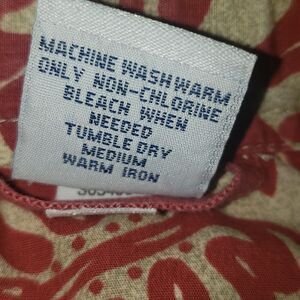 MACHINE WASH WARM
ONLY NON-CHLORINE
BLEACH WHEN
NEEDED
TUMBLE DRY
MEDIUM
WARM IRON